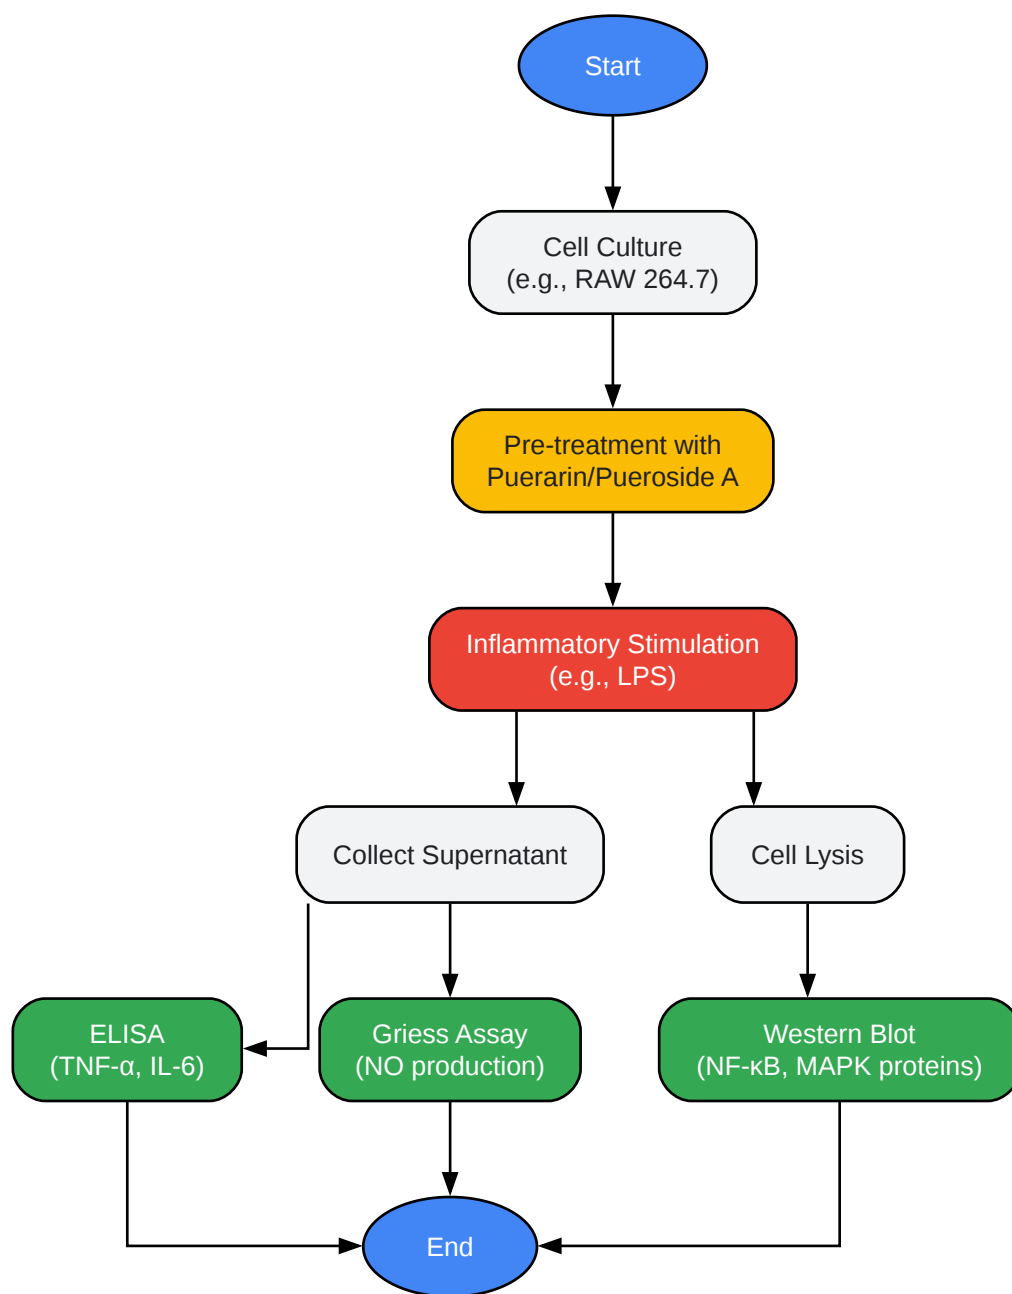 Start
Cell Culture
(e.g., RAW 264.7)
Pre-treatment with
Puerarin/Pueroside A
Inflammatory Stimulation
(e.g., LPS)
Collect Supernatant
Cell Lysis
ELISA
(TNF-α, IL-6)
Griess Assay
(NO production)
Western Blot
(NF-κB, MAPK proteins)
End